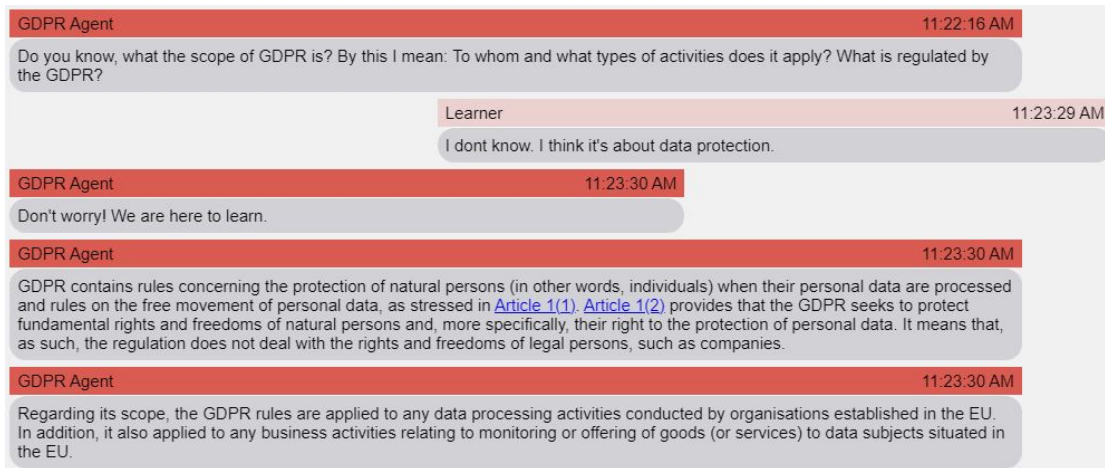 GDPR Agent 11:22:16 AM
Do you know, what the scope of GDPR is? By this I mean: To whom and what types of activities does it apply? What is regulated by
the GDPR?
Learner 11:23:29 AM
I dont know. I think it's about data protection.
GDPR Agent 11:23:30 AM
Don't worry! We are here to learn.
GDPR Agent 11:23:30 AM
GDPR contains rules concerning the protection of natural persons (in other words, individuals) when their personal data are processed
and rules on the free movement of personal data, as stressed in Article 1(1). Article 1(2) provides that the GDPR seeks to protect
fundamental rights and freedoms of natural persons and, more specifically, their right to the protection of personal data. It means that,
as such, the regulation does not deal with the rights and freedoms of legal persons, such as companies.
GDPR Agent 11:23:30 AM
Regarding its scope, the GDPR rules are applied to any data processing activities conducted by organisations established in the EU.
In addition, it also applied to any business activities relating to monitoring or offering of goods (or services) to data subjects situated in
the EU.